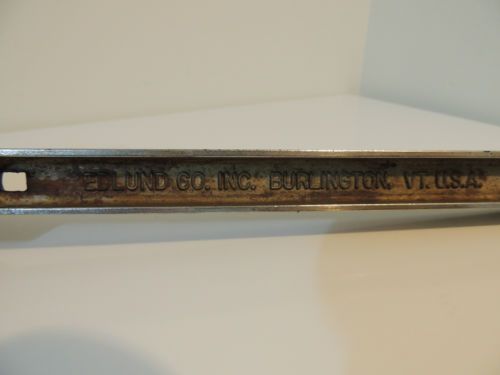 EDLUND CO. INC. BURLINGTON, VT. U.S.A.